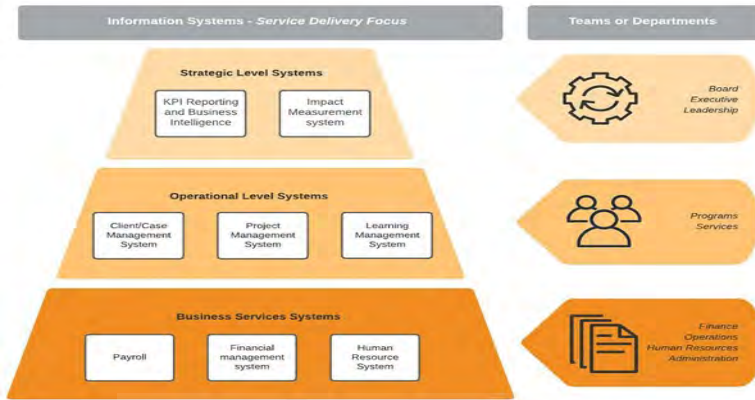 Information Systems - Service Delivery Focus
Teams or Departments
Strategic Level Systems
KPI Reporting
and Business
Intelligence
Impact
Measurement
system
Board
Executive
Leadership
Operational Level Systems
Client/Case
Management
System
Project
Management
System
Learning
Management
System
Programs
Services
Business Services Systems
Payroll
Financial
management
system
Human
Resource
System
Finance
Operations
Human Resources
Administration